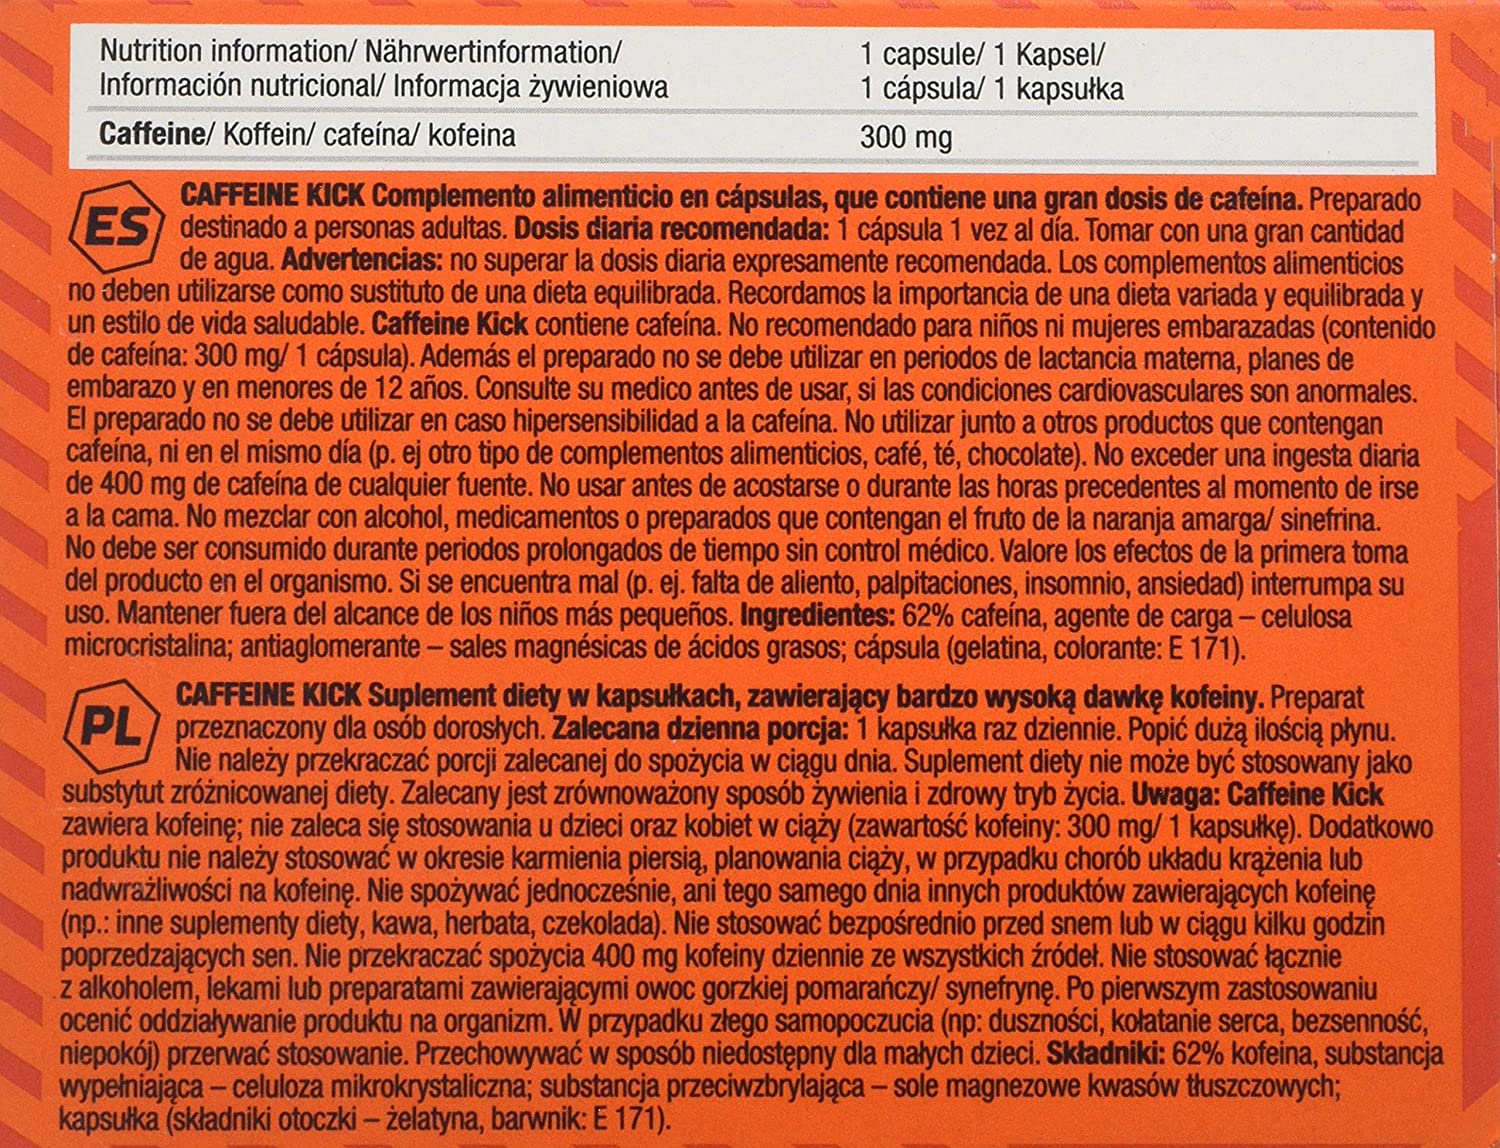 Nutrition information/ Nährwertinformation/ 1 capsule/ 1 Kapsel/
Información nutricional/ Informacja żywieniowa 1 cápsula/ 1 kapsułka
Caffeine/ Koffein/ cafeína/ kofeina 300 mg
ES
CAFFEINE KICK Complemento alimenticio en cápsulas, que contiene una gran dosis de cafeína. Preparado
destinado a personas adultas. Dosis diaria recomendada: 1 cápsula 1 vez al día. Tomar con una gran cantidad
de agua. Advertencias: no superar la dosis diaria expresamente recomendada. Los complementos alimenticios
no deben utilizarse como sustituto de una dieta equilibrada. Recordamos la importancia de una dieta variada y equilibrada y
un estilo de vida saludable. Caffeine Kick contiene cafeína. No recomendado para niños ni mujeres embarazadas (contenido
de cafeína: 300 mg/ 1 cápsula). Además el preparado no se debe utilizar en periodos de lactancia materna, planes de
embarazo y en menores de 12 años. Consulte su medico antes de usar, si las condiciones cardiovasculares son anormales.
El preparado no se debe utilizar en caso hipersensibilidad a la cafeína. No utilizar junto a otros productos que contengan
cafeína, ni en el mismo día (p. ej otro tipo de complementos alimenticios, café, té, chocolate). No exceder una ingesta diaria
de 400 mg de cafeína de cualquier fuente. No usar antes de acostarse o durante las horas precedentes al momento de irse
a la cama. No mezclar con alcohol, medicamentos o preparados que contengan el fruto de la naranja amarga/ sinefrina.
No debe ser consumido durante periodos prolongados de tiempo sin control médico. Valore los efectos de la primera toma
del producto en el organismo. Si se encuentra mal (p. ej. falta de aliento, palpitaciones, insomnio, ansiedad) interrumpa su
uso. Mantener fuera del alcance de los niños más pequeños. Ingredientes: 62% cafeína, agente de carga – celulosa
microcristalina; antiaglomerante – sales magnésicas de ácidos grasos; cápsula (gelatina, colorante: E 171).
PL
CAFFEINE KICK Suplement diety w kapsułkach, zawierający bardzo wysoką dawkę kofeiny. Preparat
przeznaczony dla osób dorosłych. Zalecana dzienna porcja: 1 kapsułka raz dziennie. Popić dużą ilością płynu.
Nie należy przekraczać porcji zalecanej do spożycia w ciągu dnia. Suplement diety nie może być stosowany jako
substytut zróżnicowanej diety. Zalecany jest zrównoważony sposób żywienia i zdrowy tryb życia. Uwaga: Caffeine Kick
zawiera kofeinę; nie zaleca się stosowania u dzieci oraz kobiet w ciąży (zawartość kofeiny: 300 mg/ 1 kapsułkę). Dodatkowo
produktu nie należy stosować w okresie karmienia piersią, planowania ciąży, w przypadku chorób układu krążenia lub
nadwrażliwości na kofeinę. Nie spożywać jednocześnie, ani tego samego dnia innych produktów zawierających kofeinę
(np.: inne suplementy diety, kawa, herbata, czekolada). Nie stosować bezpośrednio przed snem lub w ciągu kilku godzin
poprzedzających sen. Nie przekraczać spożycia 400 mg kofeiny dziennie ze wszystkich źródeł. Nie stosować łącznie
z alkoholem, lekami lub preparatami zawierającymi owoc gorzkiej pomarańczy/ synefrynę. Po pierwszym zastosowaniu
ocenić oddziaływanie produktu na organizm. W przypadku złego samopoczucia (np: duszności, kołatanie serca, bezsenność,
niepokój) przerwać stosowanie. Przechowywać w sposób niedostępny dla małych dzieci. Składniki: 62% kofeina, substancja
wypełniająca – celuloza mikrokrystaliczna; substancja przeciwzbrylająca – sole magnezowe kwasów tłuszczowych;
kapsułka (składniki otoczki – żelatyna, barwnik: E 171).